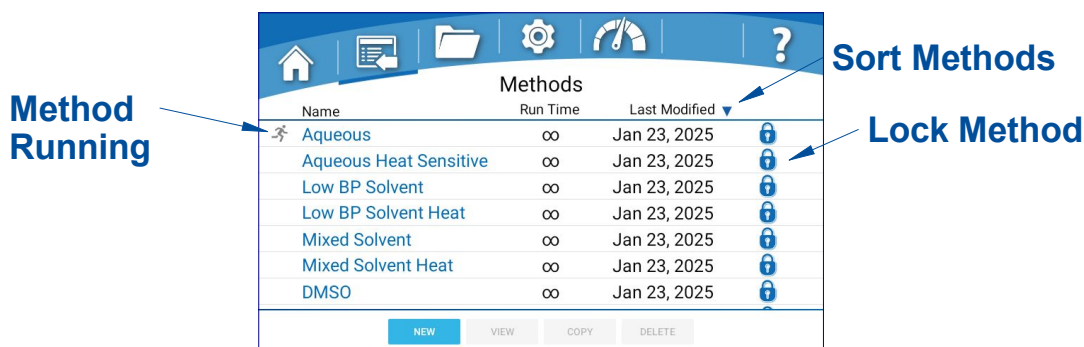 ?
Sort Methods
Methods
Method Running
Name Run Time Last Modified ▼
Lock Method
Aqueous ∞ Jan 23, 2025
Aqueous Heat Sensitive ∞ Jan 23, 2025
Low BP Solvent ∞ Jan 23, 2025
Low BP Solvent Heat ∞ Jan 23, 2025
Mixed Solvent ∞ Jan 23, 2025
Mixed Solvent Heat ∞ Jan 23, 2025
DMSO ∞ Jan 23, 2025
NEW VIEW COPY DELETE